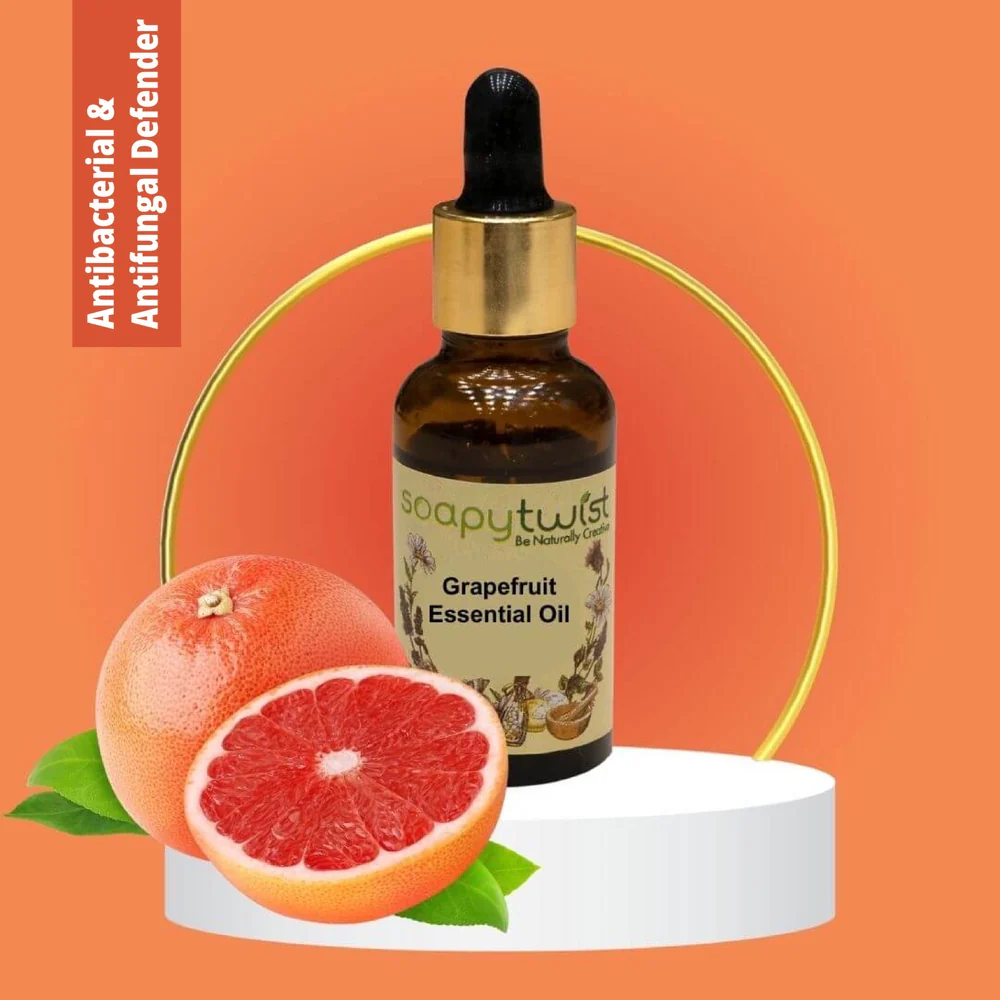 Antibacterial &
Antifungal Defender
soapytwist
Be Naturally Creative
Grapefruit
Essential Oil